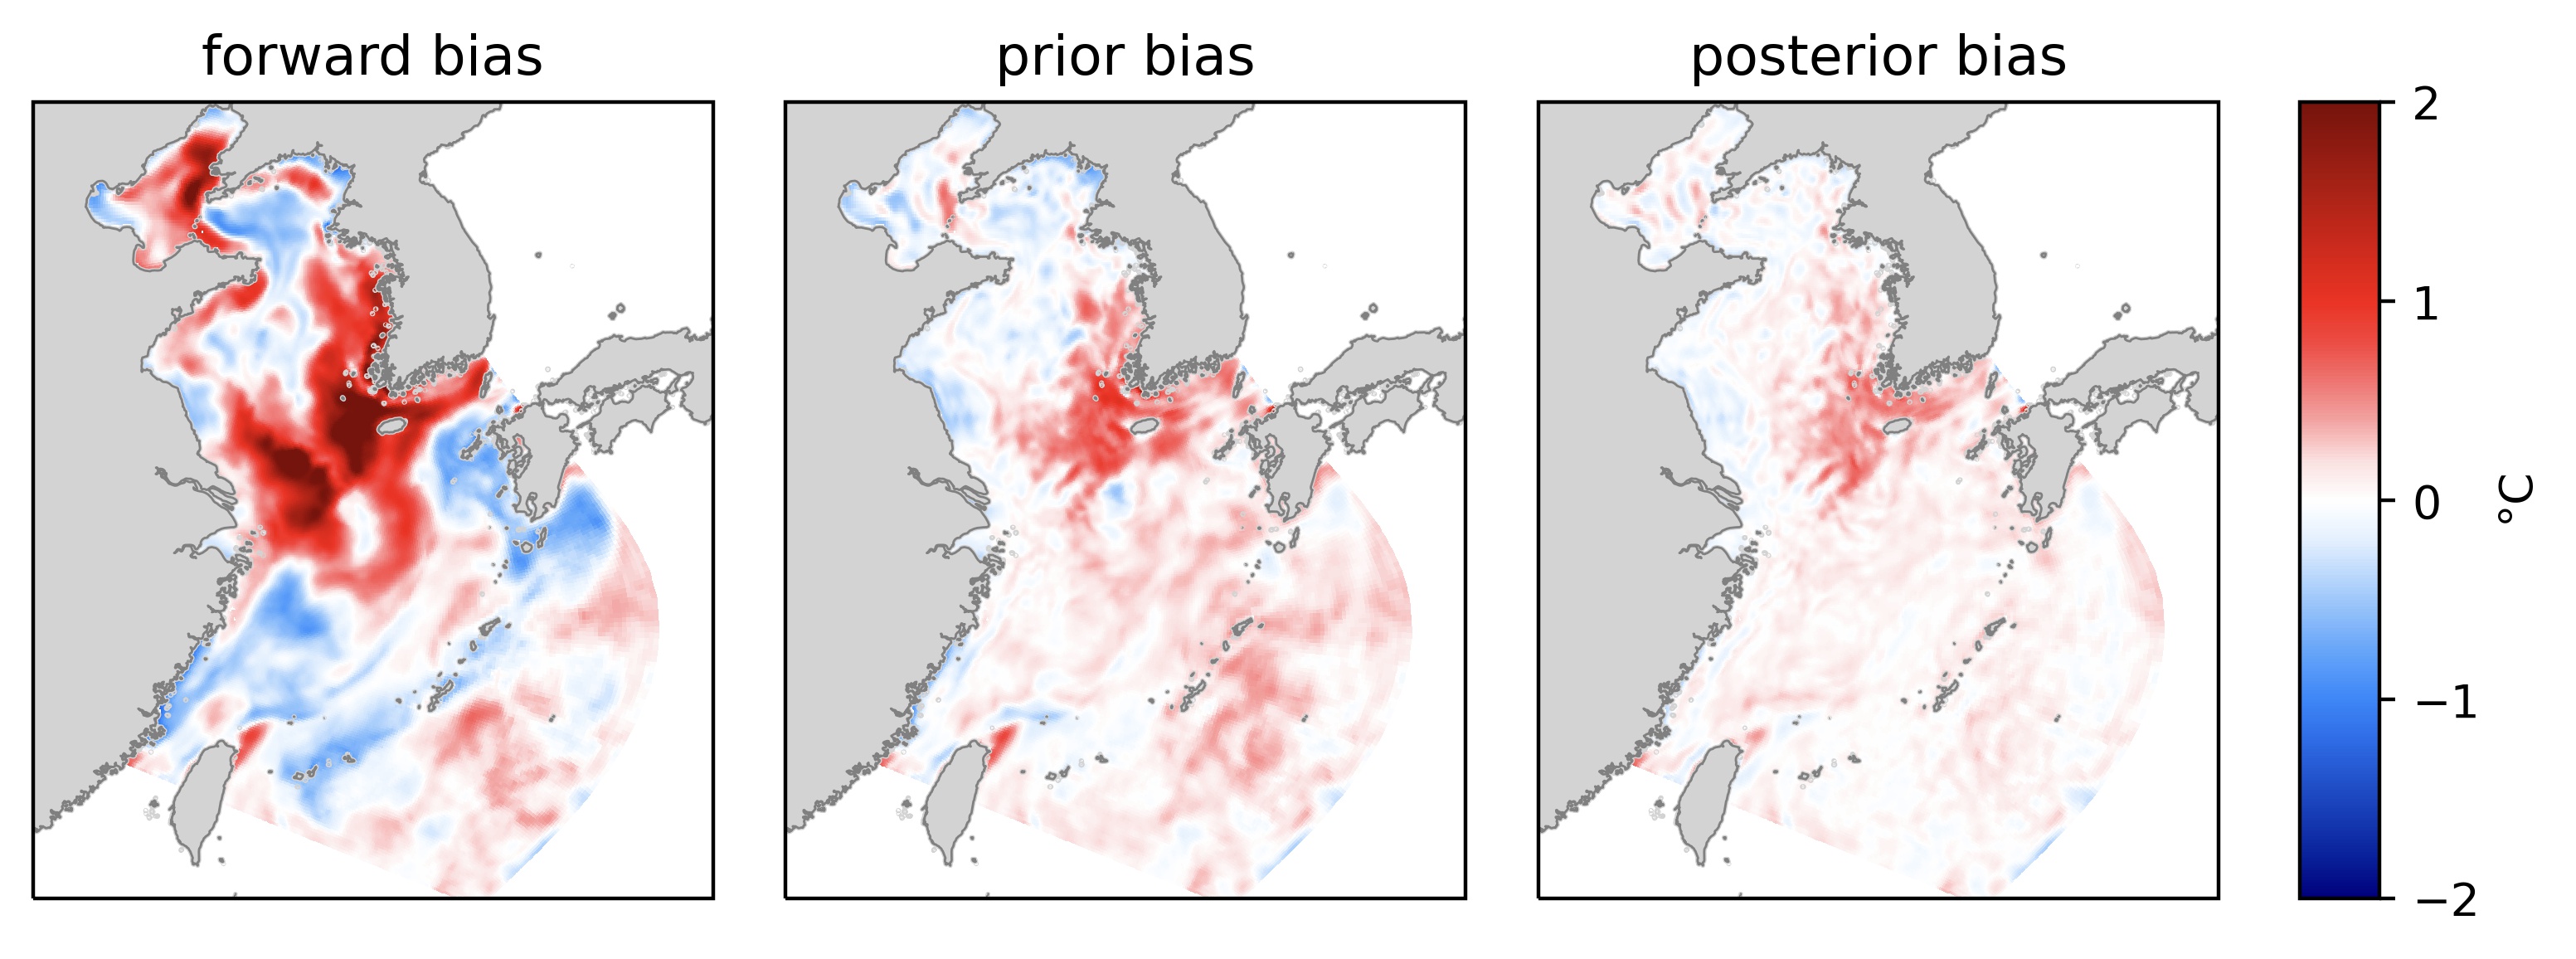 forward bias
prior bias
posterior bias
2
1
0
−1
−2
°C